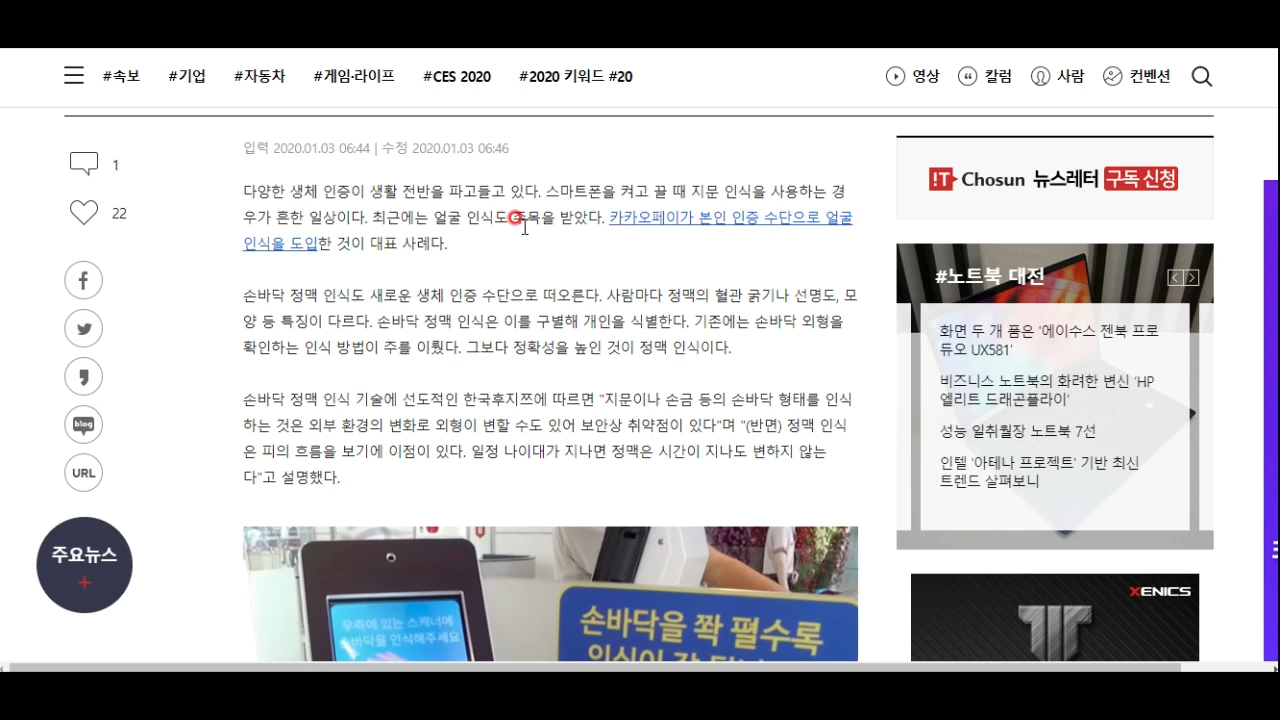 #속보 #기업 #자동차 #게임·라이프 #CES 2020 #2020 키워드 #20 영상 칼럼 사람 컨벤션
입력 2020.01.03 06:44 | 수정 2020.01.03 06:46
1
22
다양한 생체 인증이 생활 전반을 파고들고 있다. 스마트폰을 켜고 끌 때 지문 인식을 사용하는 경
우가 흔한 일상이다. 최근에는 얼굴 인식도 주목을 받았다. 카카오페이가 본인 인증 수단으로 얼굴
인식을 도입한 것이 대표 사례다.
손바닥 정맥 인식도 새로운 생체 인증 수단으로 떠오른다. 사람마다 정맥의 혈관 굵기나 선명도, 모
양 등 특징이 다르다. 손바닥 정맥 인식은 이를 구별해 개인을 식별한다. 기존에는 손바닥 외형을
확인하는 인식 방법이 주를 이뤘다. 그보다 정확성을 높인 것이 정맥 인식이다.
손바닥 정맥 인식 기술에 선도적인 한국후지쯔에 따르면 "지문이나 손금 등의 손바닥 형태를 인식
하는 것은 외부 환경의 변화로 외형이 변할 수도 있어 보안상 취약점이 있다"며 "(반면) 정맥 인식
은 피의 흐름을 보기에 이점이 있다. 일정 나이대가 지나면 정맥은 시간이 지나도 변하지 않는
다"고 설명했다.
blog
URL
주요뉴스
+
우측에 있는 스캐너에
손바닥을 인식해주세요
손바닥을 쫙 펼수록
IT Chosun 뉴스레터 구독 신청
#노트북 대전
화면 두 개 품은 '에이수스 젠북 프로
듀오 UX581'
비즈니스 노트북의 화려한 변신 'HP
엘리트 드래곤플라이'
성능 일취월장 노트북 7선
인텔 '아테나 프로젝트' 기반 최신
트렌드 살펴보니
XENICS